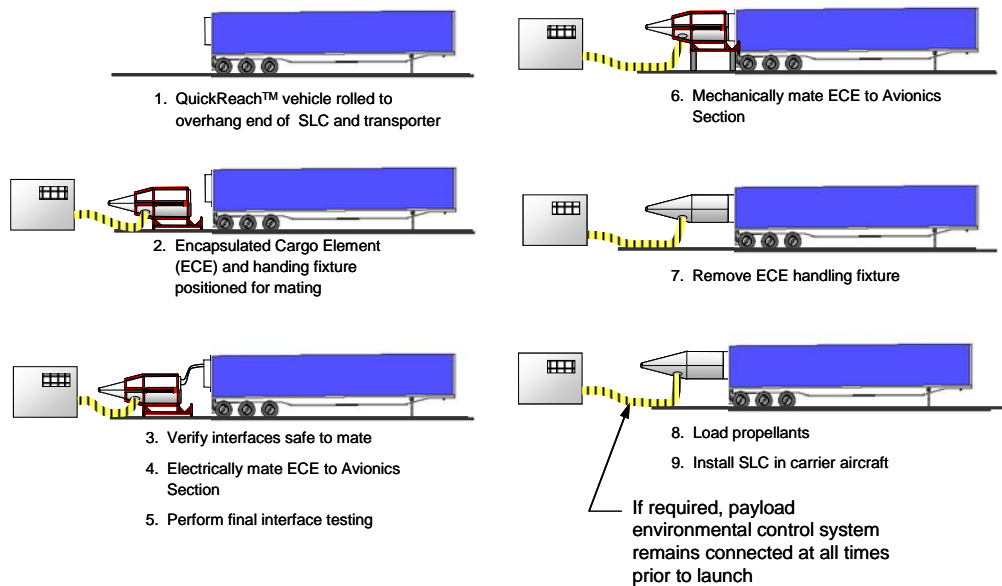 1. QuickReach™ vehicle rolled to
overhang end of SLC and transporter
2. Encapsulated Cargo Element
(ECE) and handing fixture
positioned for mating
3. Verify interfaces safe to mate
4. Electrically mate ECE to Avionics
Section
5. Perform final interface testing
6. Mechanically mate ECE to Avionics
Section
7. Remove ECE handling fixture
8. Load propellants
9. Install SLC in carrier aircraft
If required, payload
environmental control system
remains connected at all times
prior to launch